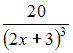 20/(2x + 3)³